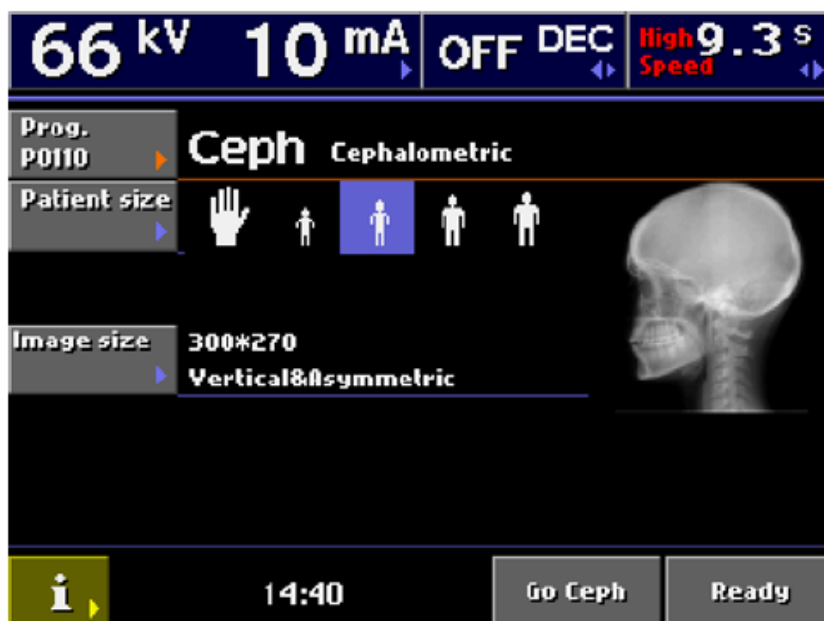 66 kV 10 mA OFF DEC High Speed 9.3 s
Prog.
P0110
Ceph Cephalometric
Patient size
Image size
300*270
Vertical&Asymmetric
i 14:40 Go Ceph Ready